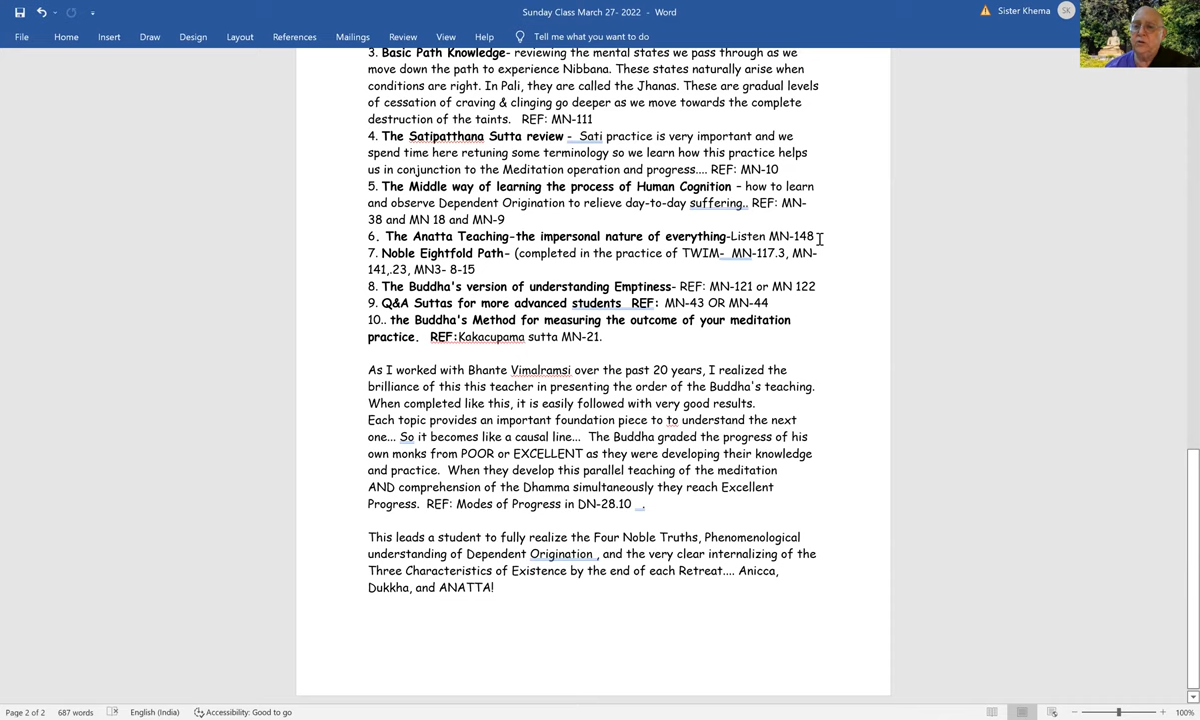 Sunday Class March 27- 2022 - Word
Sister Khema
SK
File Home Insert Draw Design Layout References Mailings Review View Help Tell me what you want to do
3. Basic Path Knowledge- reviewing the mental states we pass through as we
move down the path to experience Nibbana. These states naturally arise when
conditions are right. In Pali, they are called the Jhanas. These are gradual levels
of cessation of craving & clinging go deeper as we move towards the complete
destruction of the taints. REF: MN-111
4. The Satipatthana Sutta review - Sati practice is very important and we
spend time here retuning some terminology so we learn how this practice helps
us in conjunction to the Meditation operation and progress.... REF: MN-10
5. The Middle way of learning the process of Human Cognition - how to learn
and observe Dependent Origination to relieve day-to-day suffering.. REF: MN-
38 and MN 18 and MN-9
6. The Anatta Teaching-the impersonal nature of everything-Listen MN-148
7. Noble Eightfold Path- (completed in the practice of TWIM- MN-117.3, MN-
141,.23, MN3- 8-15
8. The Buddha's version of understanding Emptiness- REF: MN-121 or MN 122
9. Q&A Suttas for more advanced students REF: MN-43 OR MN-44
10.. the Buddha's Method for measuring the outcome of your meditation
practice. REF:Kakacupama sutta MN-21.
As I worked with Bhante Vimalramsi over the past 20 years, I realized the
brilliance of this this teacher in presenting the order of the Buddha's teaching.
When completed like this, it is easily followed with very good results.
Each topic provides an important foundation piece to to understand the next
one... So it becomes like a causal line... The Buddha graded the progress of his
own monks from POOR or EXCELLENT as they were developing their knowledge
and practice. When they develop this parallel teaching of the meditation
AND comprehension of the Dhamma simultaneously they reach Excellent
Progress. REF: Modes of Progress in DN-28.10 .
This leads a student to fully realize the Four Noble Truths, Phenomenological
understanding of Dependent Origination , and the very clear internalizing of the
Three Characteristics of Existence by the end of each Retreat.... Anicca,
Dukkha, and ANATTA!
Page 2 of 2 687 words English (India) Accessibility: Good to go 100%